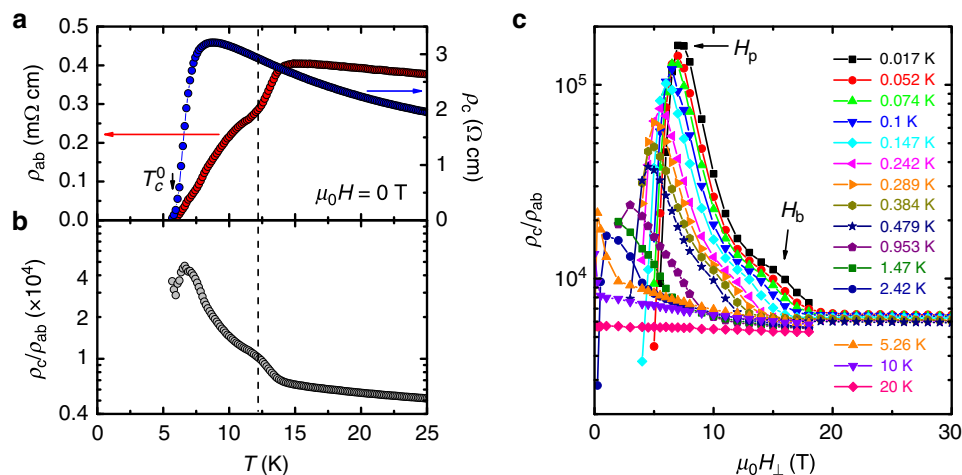 a
0.5
0.4
0.3
0.2
0.1
0.0
ρab (mΩ cm)
3
2
1
0
ρc (Ω cm)
Tc0
μ0H = 0 T
b
4
2
1
0.4
ρc/ρab (×10^4)
0 5 10 15 20 25
T (K)
c
Hp
Hb
10^5
10^4
ρc/ρab
0.017 K
0.052 K
0.074 K
0.1 K
0.147 K
0.242 K
0.289 K
0.384 K
0.479 K
0.953 K
1.47 K
2.42 K
5.26 K
10 K
20 K
0 10 20 30
μ0H⊥ (T)